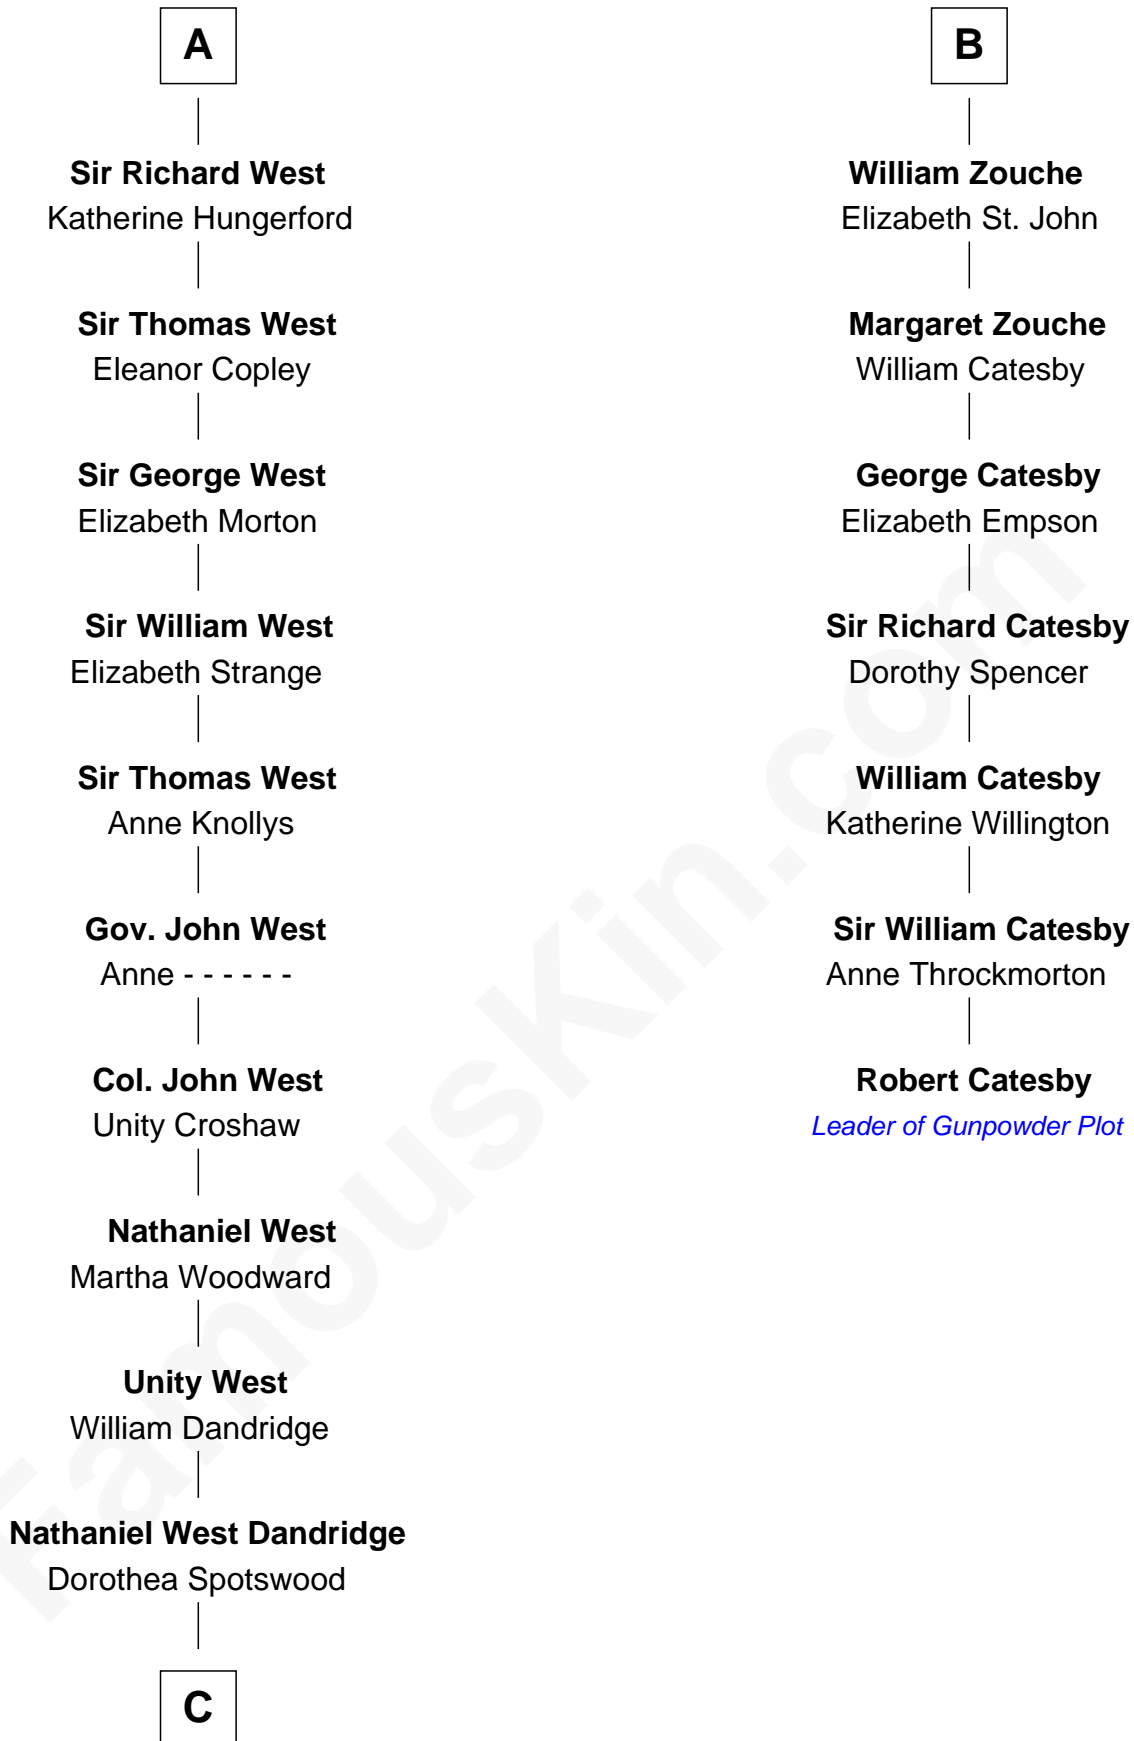 A
Sir Richard West
Katherine Hungerford
Sir Thomas West
Eleanor Copley
Sir George West
Elizabeth Morton
Sir William West
Elizabeth Strange
Sir Thomas West
Anne Knollys
Gov. John West
Anne - - - - - -
Col. John West
Unity Croshaw
Nathaniel West
Martha Woodward
Unity West
William Dandridge
Nathaniel West Dandridge
Dorothea Spotswood
C
B
William Zouche
Elizabeth St. John
Margaret Zouche
William Catesby
George Catesby
Elizabeth Empson
Sir Richard Catesby
Dorothy Spencer
William Catesby
Katherine Willington
Sir William Catesby
Anne Throckmorton
Robert Catesby
Leader of Gunpowder Plot
FamousKin.com